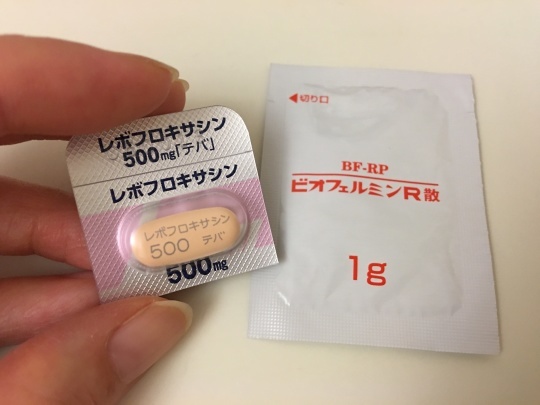 レボフロキサシン
500mg「テバ」
レボフロキサシン
レボフロキサシン
500 テバ
500mg
◀切り口
BF-RP
ビオフェルミンR散
1g